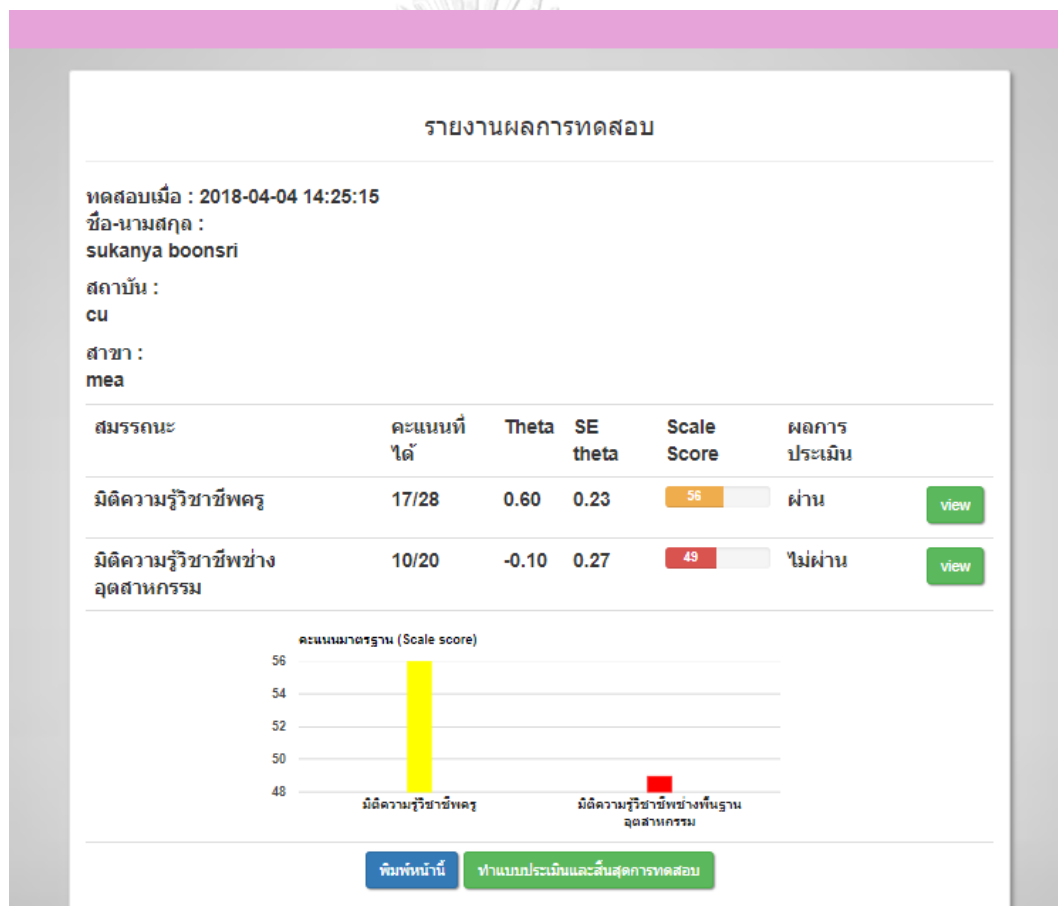 รายงานผลการทดสอบ
ทดสอบเมื่อ : 2018-04-04 14:25:15
ชื่อ-นามสกุล :
sukanya boonsri
สถาบัน :
cu
สาขา :
mea
สมรรถนะ คะแนนที่ได้ Theta SE theta Scale Score ผลการประเมิน
มิติความรู้วิชาชีพครู 17/28 0.60 0.23 56 ผ่าน view
มิติความรู้วิชาชีพช่างอุตสาหกรรม 10/20 -0.10 0.27 49 ไม่ผ่าน view
คะแนนมาตรฐาน (Scale score)
56
54
52
50
48
มิติความรู้วิชาชีพครู มิติความรู้วิชาชีพช่างพื้นฐาน
อุตสาหกรรม
พิมพ์หน้านี้ ทำแบบประเมินและสิ้นสุดการทดสอบ